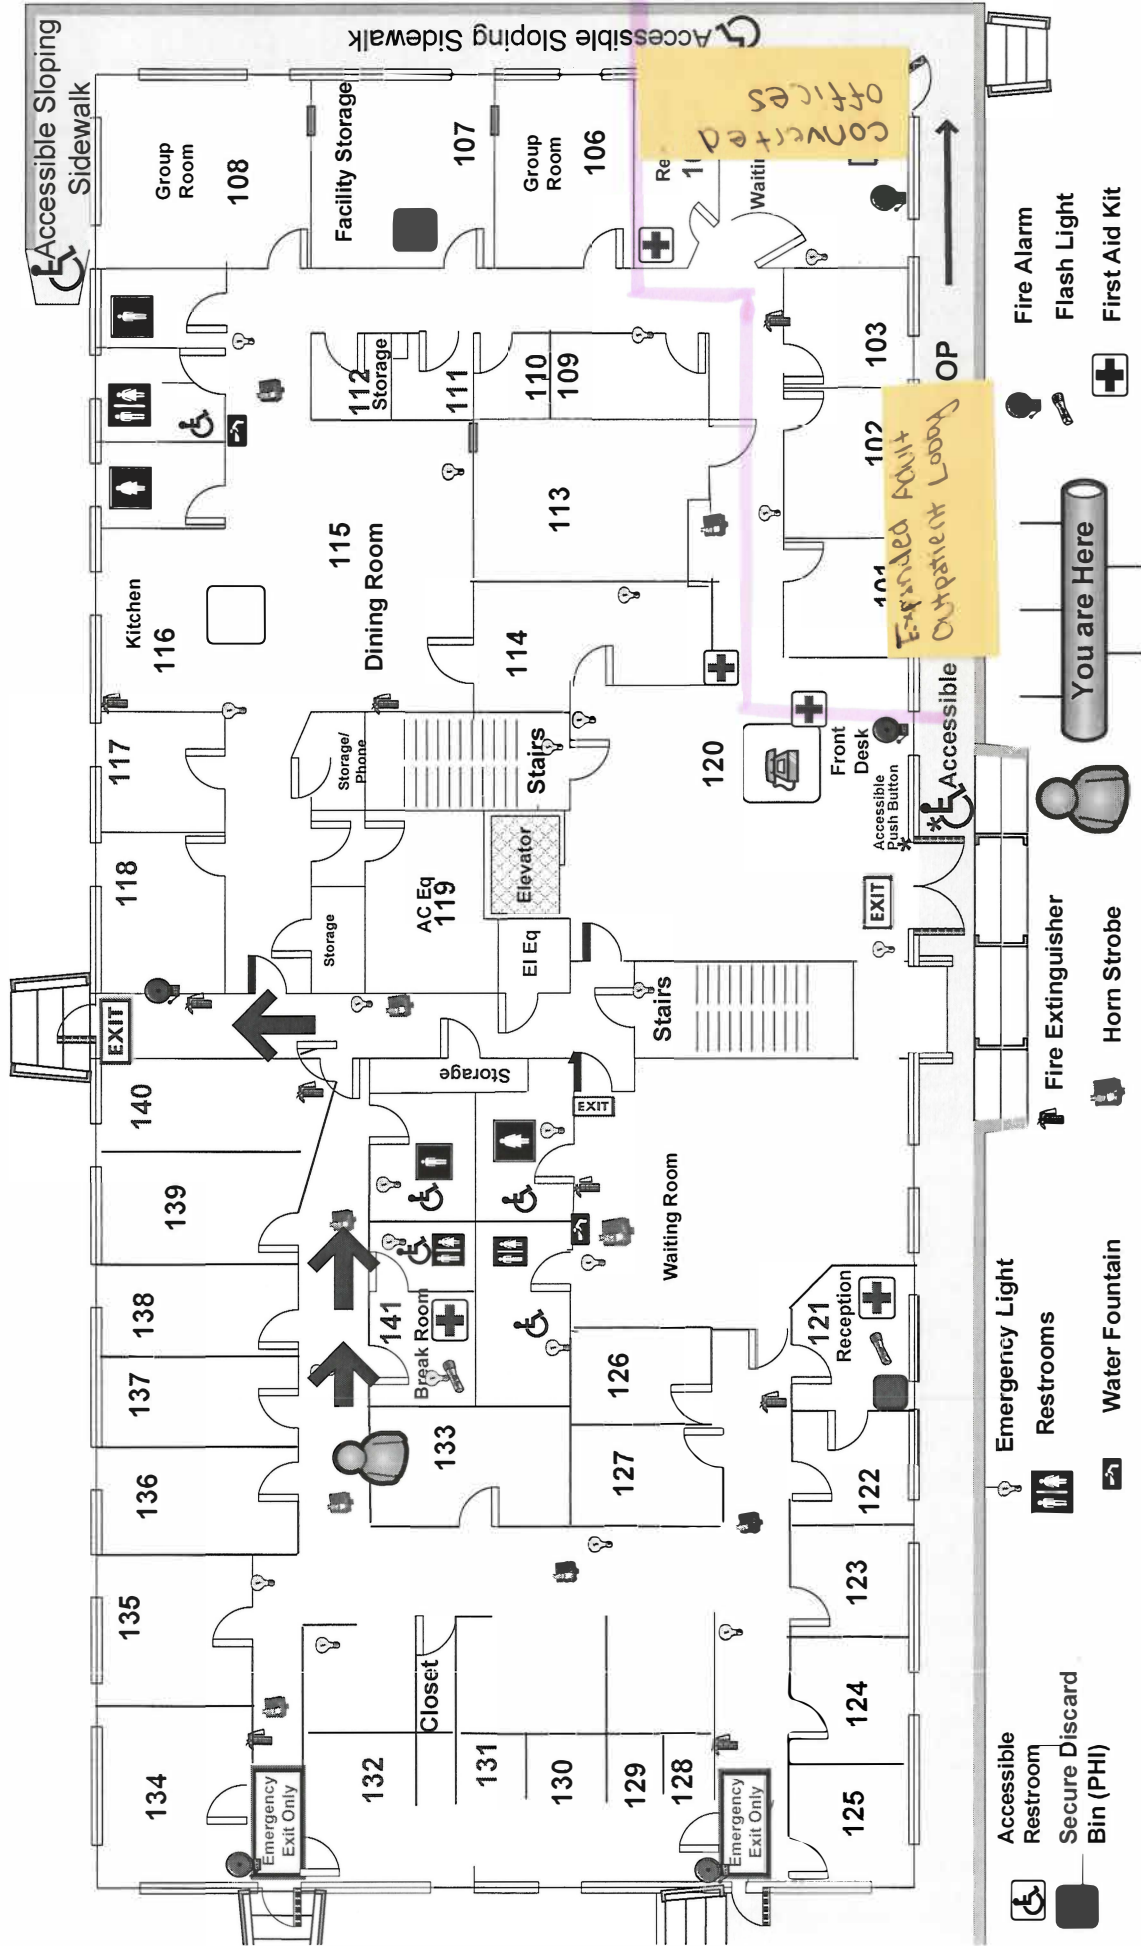 Accessible Sloping
Sidewalk
Accessible Sloping Sidewalk
Group
Room
108
Facility Storage
107
Group
Room
106
Re
10
Waitin
converted
offices
112
Storage
111
110
109
103
102
101
OP
Expanded Adult
Outpatient Lobby
Kitchen
116
115
Dining Room
113
114
117
118
Storage/
Phone
Stairs
120
Front
Desk
Accessible
Push Button
*
*
Accessible
EXIT
Storage
AC Eq
119
Elevator
El Eq
Stairs
EXIT
140
139
138
137
136
135
134
Storage
EXIT
141
Break Room
133
Waiting Room
126
127
121
Reception
122
123
124
125
132
Closet
131
130
129
128
Emergency
Exit Only
Emergency
Exit Only
You are Here
Fire Alarm
Flash Light
First Aid Kit
Fire Extinguisher
Horn Strobe
Emergency Light
Restrooms
Water Fountain
Accessible
Restroom
Secure Discard
Bin (PHI)